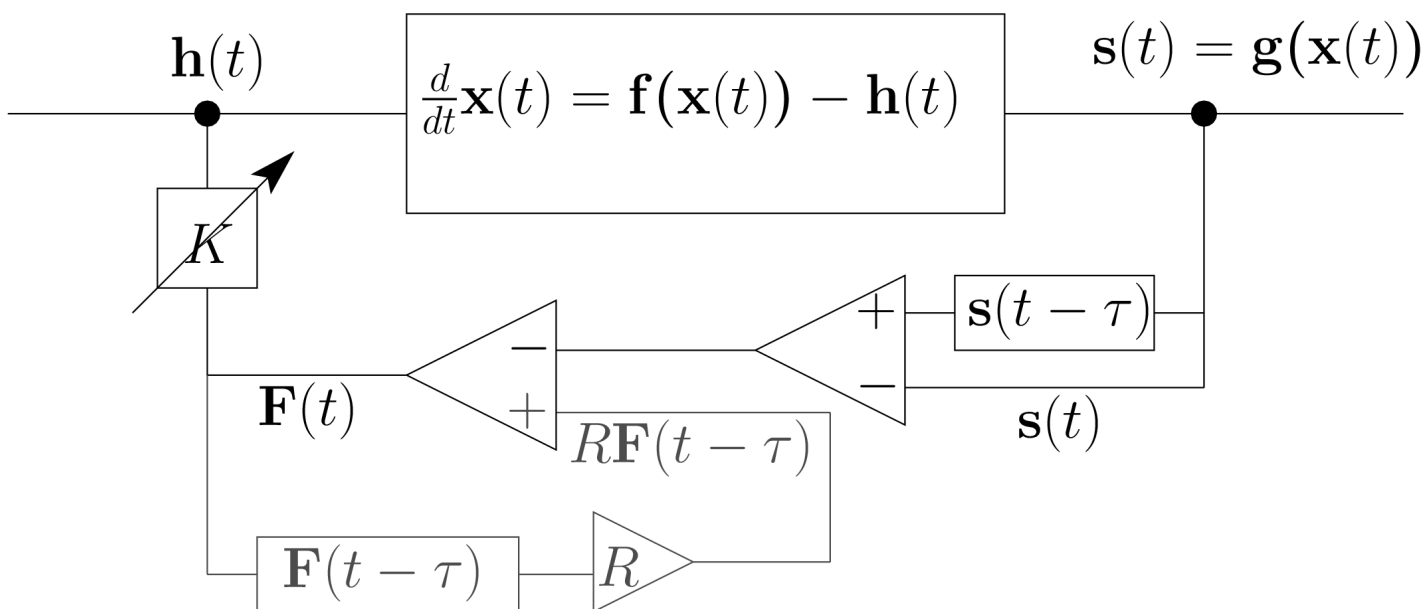 h(t)
d/dt x(t) = f(x(t)) − h(t)
s(t) = g(x(t))
K
+
s(t − τ)
−
−
s(t)
F(t)
+
RF(t − τ)
F(t − τ)
R